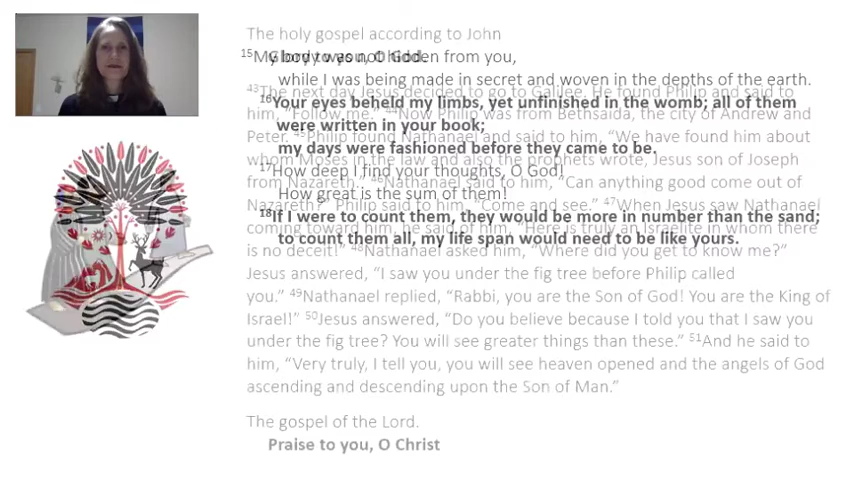 The holy gospel according to John
15My body was not hidden from you,
Glory to you, O God.
while I was being made in secret and woven in the depths of the earth.
43The next day Jesus decided to go to Galilee. He found Philip and said to
16Your eyes beheld my limbs, yet unfinished in the womb; all of them
him, “Follow me.” 44Now Philip was from Bethsaida, the city of Andrew and
were written in your book;
Peter. 45Philip found Nathanael and said to him, “We have found him about
my days were fashioned before they came to be.
whom Moses in the law and also the prophets wrote, Jesus son of Joseph
17How deep I find your thoughts, O God!
from Nazareth.” 46Nathanael said to him, “Can anything good come out of
How great is the sum of them!
Nazareth?” Philip said to him, “Come and see.” 47When Jesus saw Nathanael
18If I were to count them, they would be more in number than the sand;
coming toward him, he said of him, “Here is truly an Israelite in whom there
to count them all, my life span would need to be like yours.
is no deceit!” 48Nathanael asked him, “Where did you get to know me?”
Jesus answered, “I saw you under the fig tree before Philip called
you.” 49Nathanael replied, “Rabbi, you are the Son of God! You are the King of
Israel!” 50Jesus answered, “Do you believe because I told you that I saw you
under the fig tree? You will see greater things than these.” 51And he said to
him, “Very truly, I tell you, you will see heaven opened and the angels of God
ascending and descending upon the Son of Man.”
The gospel of the Lord.
Praise to you, O Christ